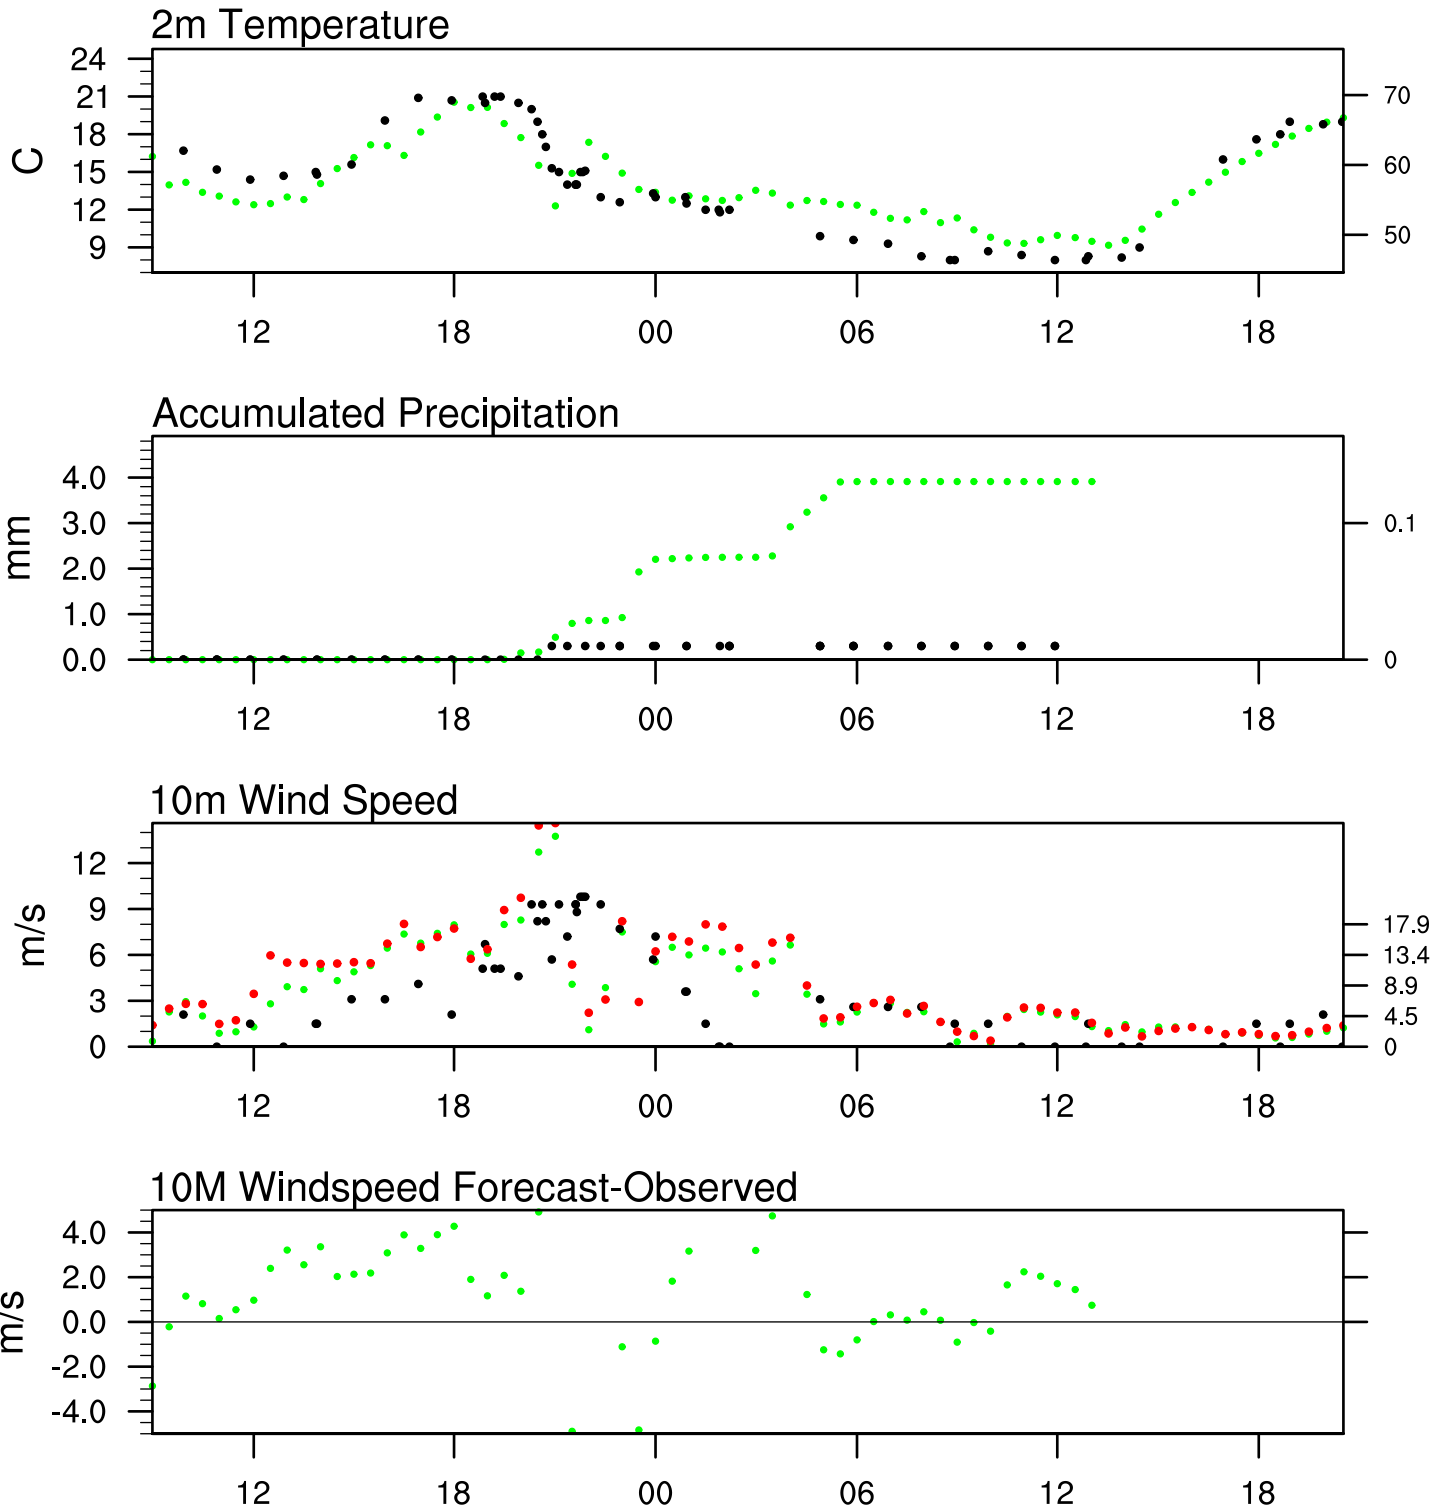 2m Temperature
24
21
18
15
12
9
C
70
60
50
12 18 00 06 12 18
Accumulated Precipitation
4.0
3.0
2.0
1.0
0.0
mm
0.1
0
12 18 00 06 12 18
10m Wind Speed
12
9
6
3
0
m/s
17.9
13.4
8.9
4.5
0
12 18 00 06 12 18
10M Windspeed Forecast-Observed
4.0
2.0
0.0
-2.0
-4.0
m/s
12 18 00 06 12 18